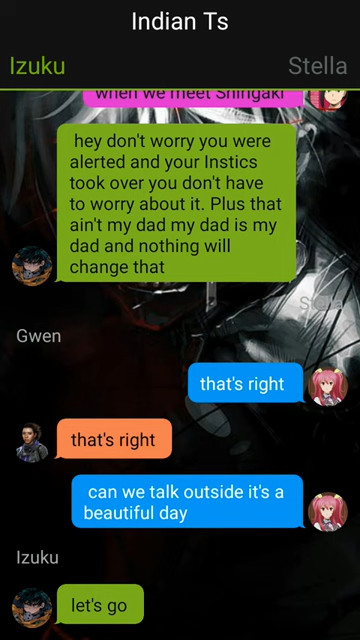 Indian Ts
Izuku
Stella
when we meet Shirigaki
hey don't worry you were
alerted and your Instics
took over you don't have
to worry about it. Plus that
ain't my dad my dad is my
dad and nothing will
change that
Stella
Gwen
that's right
that's right
can we talk outside it's a
beautiful day
Izuku
let's go